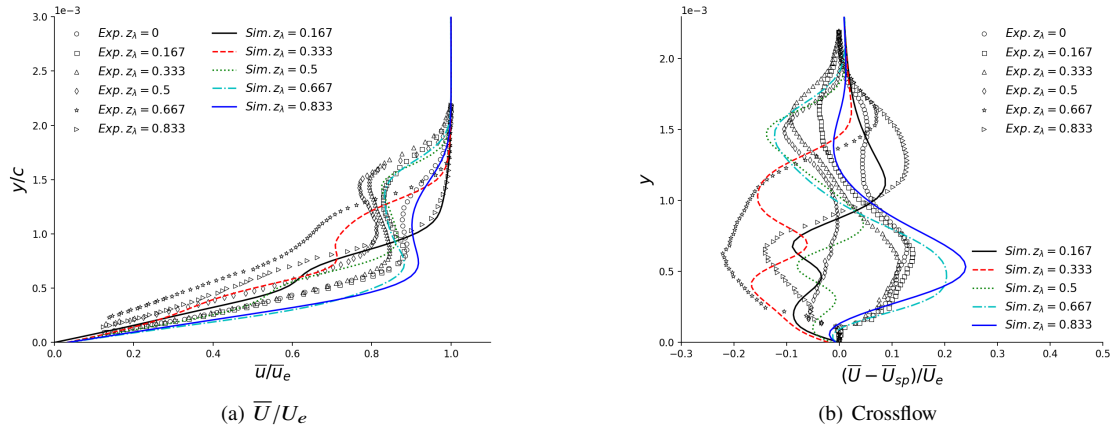 1e−3
3.0
2.5
2.0
1.5
1.0
0.5
0.0
y/c
0.0 0.2 0.4 0.6 0.8 1.0
u̅/u̅ₑ
Exp. z_λ = 0
Exp. z_λ = 0.167
Exp. z_λ = 0.333
Exp. z_λ = 0.5
Exp. z_λ = 0.667
Exp. z_λ = 0.833
Sim. z_λ = 0.167
Sim. z_λ = 0.333
Sim. z_λ = 0.5
Sim. z_λ = 0.667
Sim. z_λ = 0.833
(a) U̅/Uₑ
1e−3
2.0
1.5
1.0
0.5
0.0
y
−0.3 −0.2 −0.1 0.0 0.1 0.2 0.3 0.4 0.5
(U̅ − U̅_sp)/U̅ₑ
Exp. z_λ = 0
Exp. z_λ = 0.167
Exp. z_λ = 0.333
Exp. z_λ = 0.5
Exp. z_λ = 0.667
Exp. z_λ = 0.833
Sim. z_λ = 0.167
Sim. z_λ = 0.333
Sim. z_λ = 0.5
Sim. z_λ = 0.667
Sim. z_λ = 0.833
(b) Crossflow